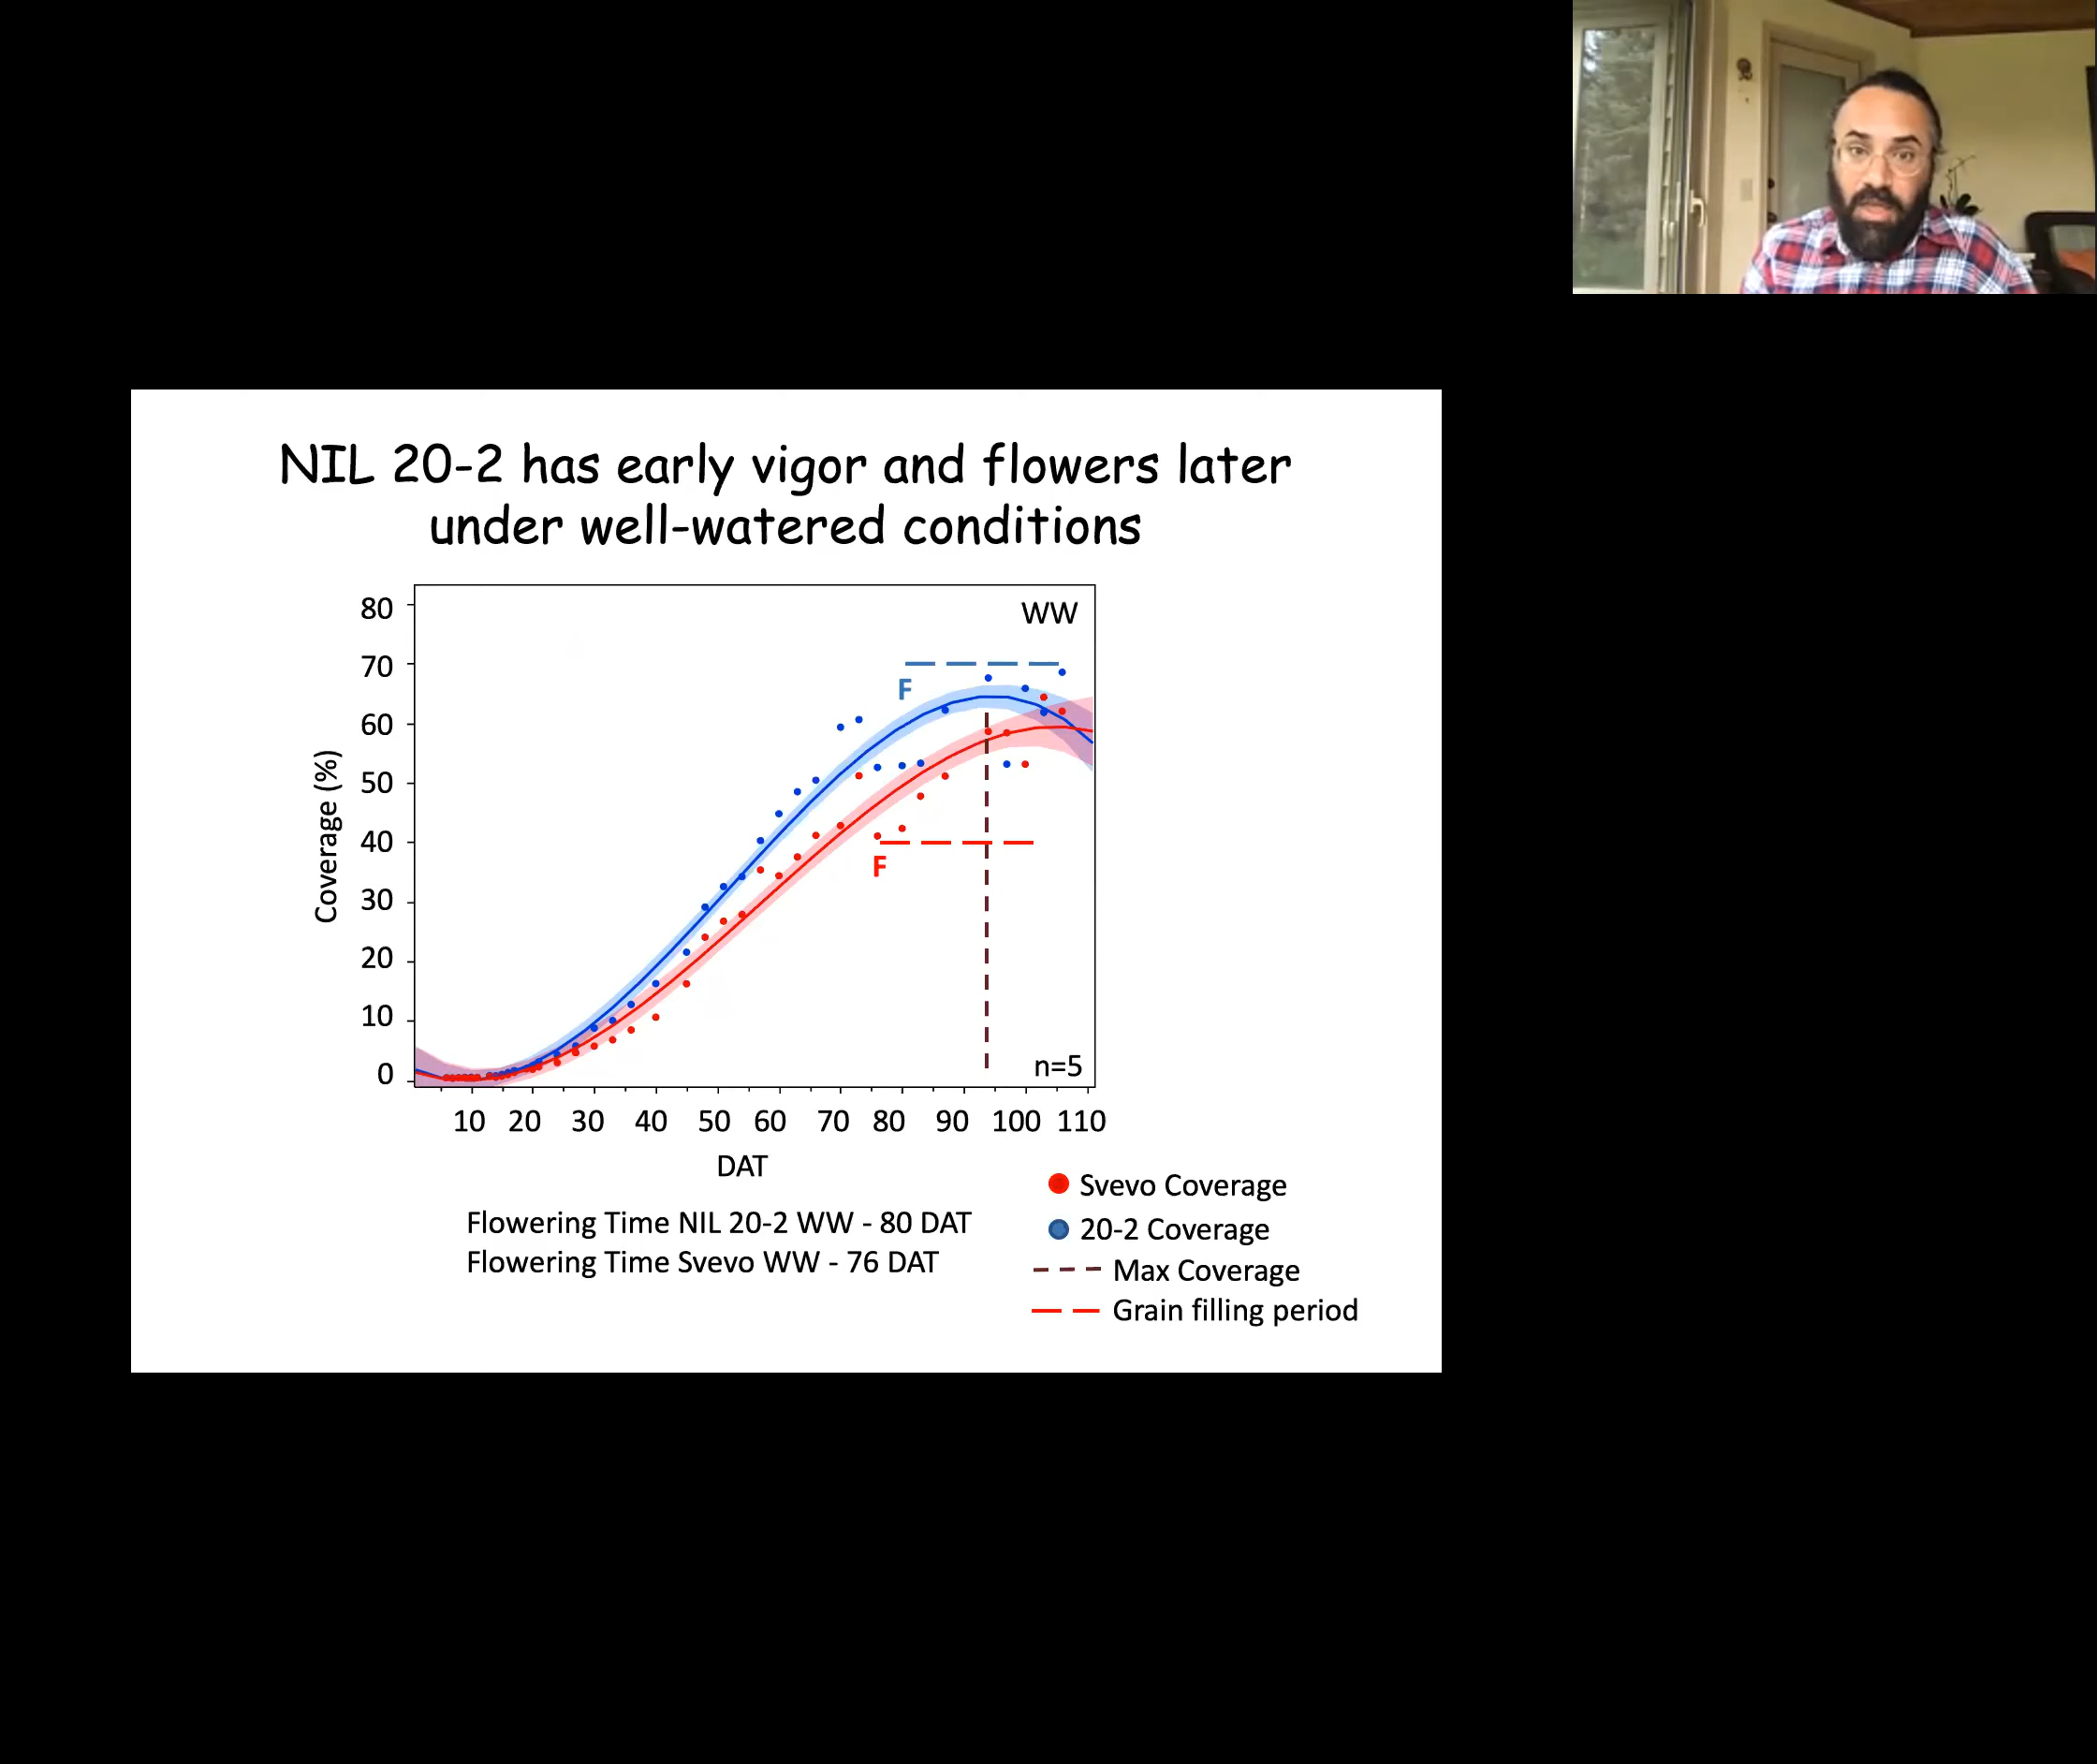 NIL 20-2 has early vigor and flowers later
under well-watered conditions
WW
80
70
60
50
40
30
20
10
0
Coverage (%)
F
F
n=5
10 20 30 40 50 60 70 80 90 100 110
DAT
Flowering Time NIL 20-2 WW - 80 DAT
Flowering Time Svevo WW - 76 DAT
Svevo Coverage
20-2 Coverage
Max Coverage
Grain filling period